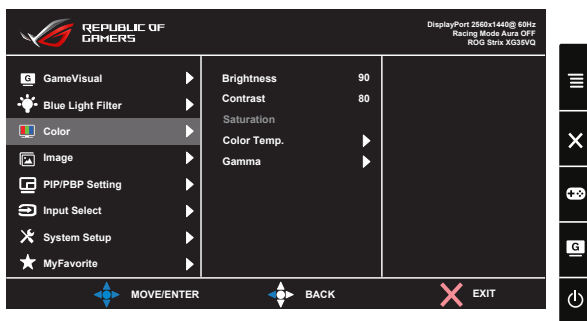 REPUBLIC OF
GAMERS
DisplayPort 2560x1440@ 60Hz
Racing Mode Aura OFF
ROG Strix XG35VQ
G GameVisual
Blue Light Filter
Color
Image
PIP/PBP Setting
Input Select
System Setup
MyFavorite
Brightness 90
Contrast 80
Saturation
Color Temp.
Gamma
G
MOVE/ENTER BACK EXIT